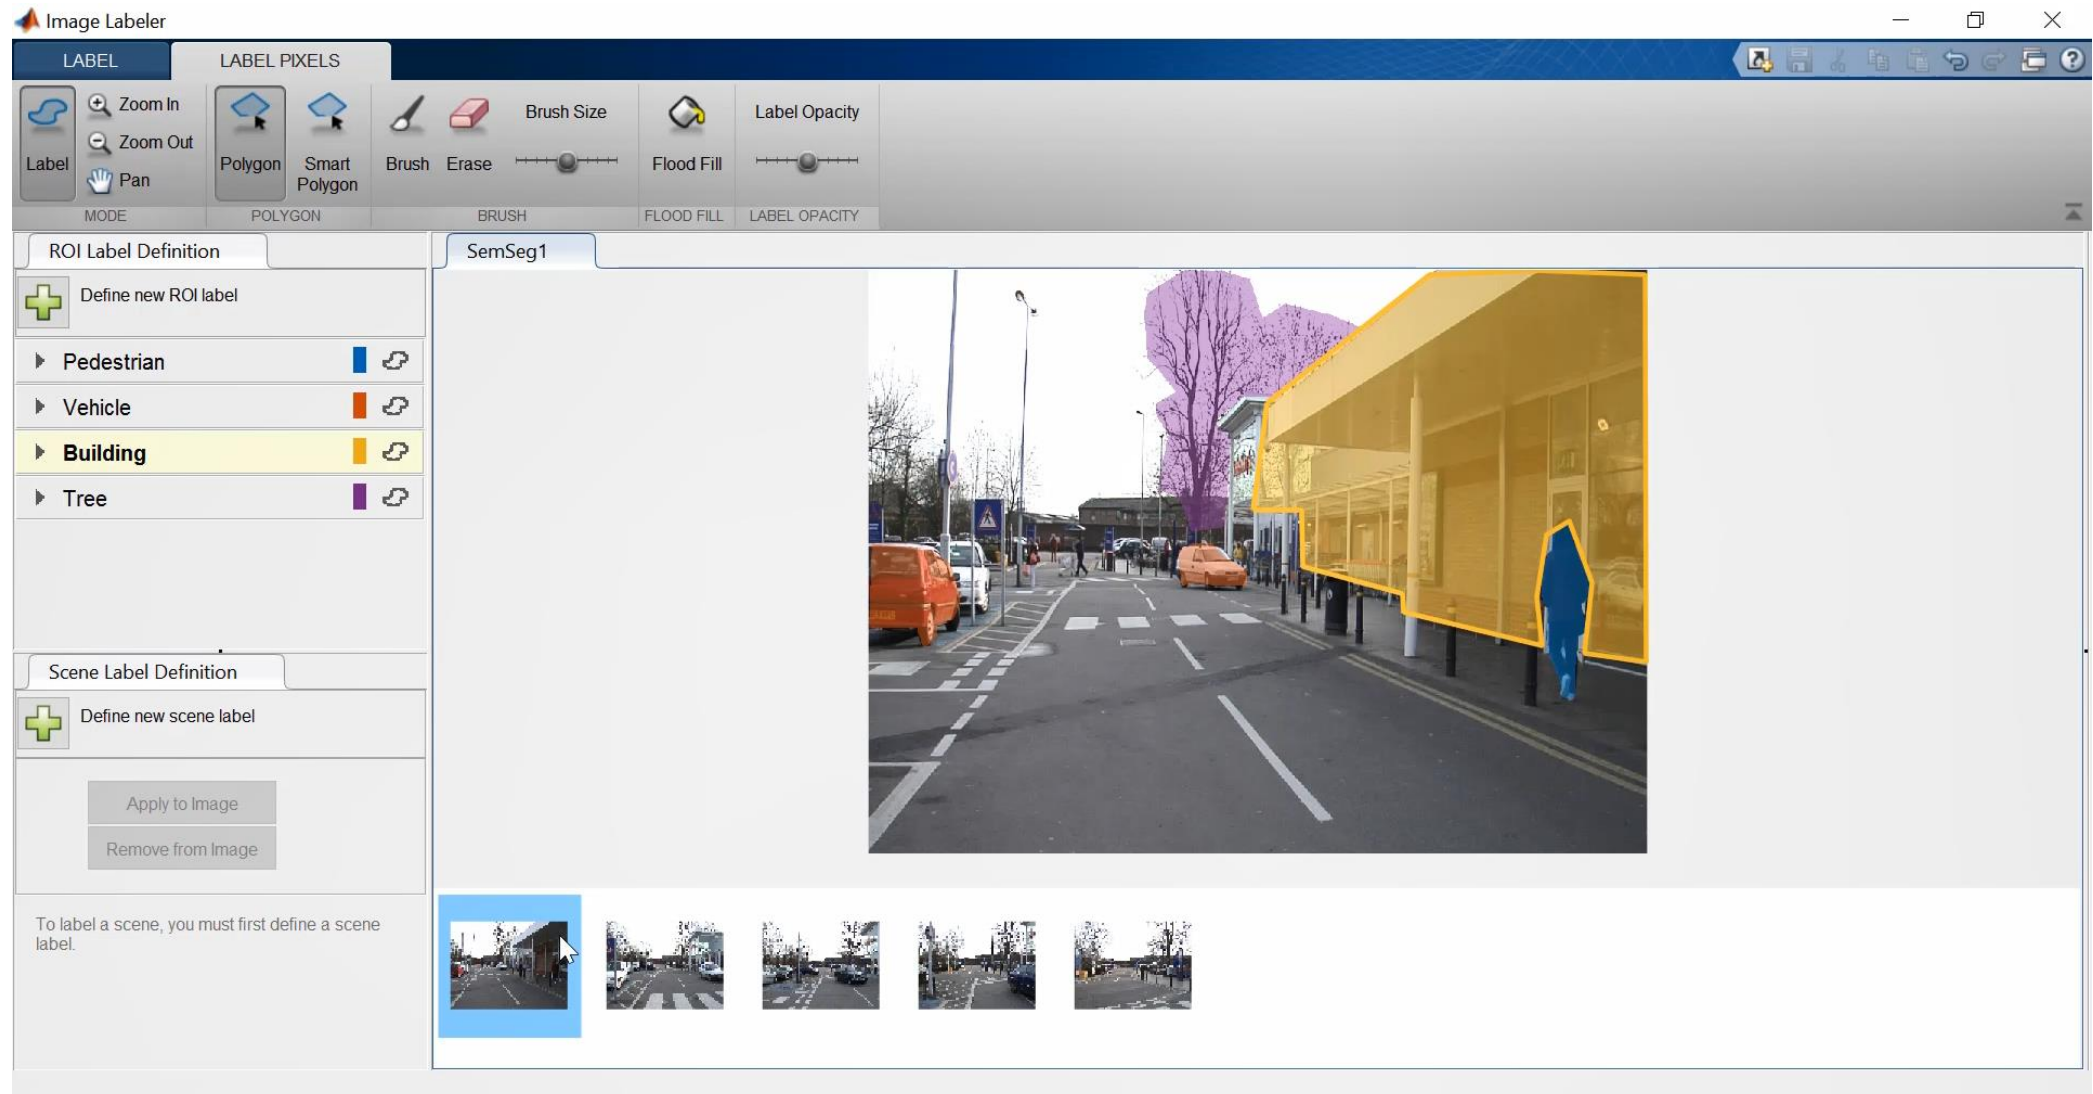 Image Labeler
LABEL
LABEL PIXELS
Label
Zoom In
Zoom Out
Pan
Polygon
Smart
Polygon
Brush
Erase
Brush Size
Flood Fill
Label Opacity
MODE
POLYGON
BRUSH
FLOOD FILL
LABEL OPACITY
ROI Label Definition
Define new ROI label
Pedestrian
Vehicle
Building
Tree
Scene Label Definition
Define new scene label
Apply to Image
Remove from Image
To label a scene, you must first define a scene
label.
SemSeg1